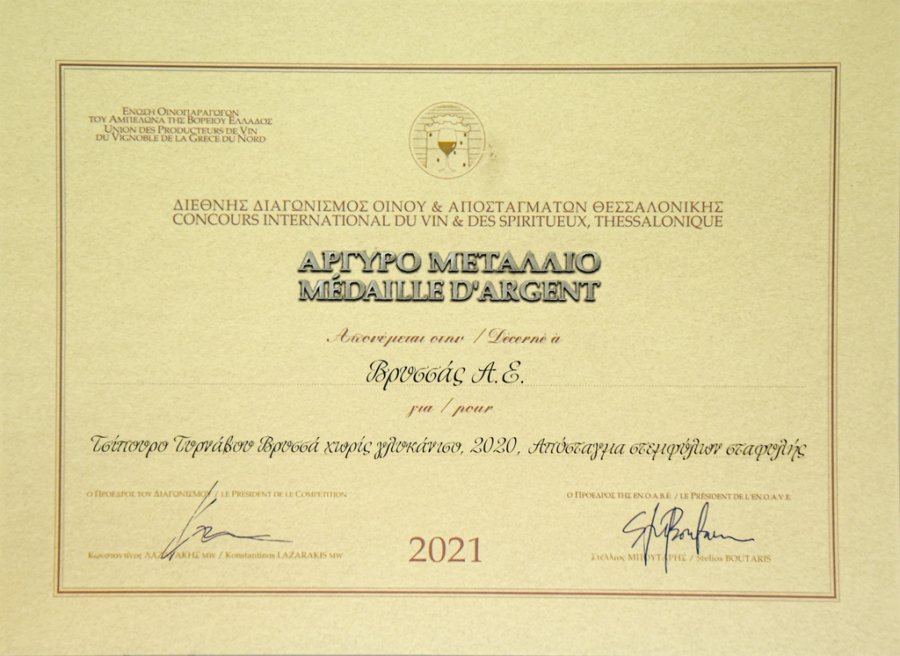 ΕΝΩΣΗ ΟΙΝΟΠΑΡΑΓΩΓΩΝ
ΤΟΥ ΑΜΠΕΛΩΝΑ ΤΗΣ ΒΟΡΕΙΟΥ ΕΛΛΑΔΟΣ
UNION DES PRODUCTEURS DE VIN
DU VIGNOBLE DE LA GRECE DU NORD
ΔΙΕΘΝΗΣ ΔΙΑΓΩΝΙΣΜΟΣ ΟΙΝΟΥ & ΑΠΟΣΤΑΓΜΑΤΩΝ ΘΕΣΣΑΛΟΝΙΚΗΣ
CONCOURS INTERNATIONAL DU VIN & DES SPIRITUEUX, THESSALONIQUE
ΑΡΓΥΡΟ ΜΕΤΑΛΛΙΟ
MÉDAILLE D'ARGENT
Απονέμεται στην / Décerné à
Βρυσσάς Α.Ε.
για / pour
Τσίπουρο Τυρνάβου Βρυσσά χωρίς γλυκάνισο, 2020, Απόσταγμα στεμφύλων σταφυλής
Ο ΠΡΟΕΔΡΟΣ ΤΟΥ ΔΙΑΓΩΝΙΣΜΟΥ / LE PRESIDENT DE LE COMPETITION
Ο ΠΡΟΕΔΡΟΣ ΤΗΣ ΕΝ.Ο.Α.Β.Ε / LE PRÉSIDENT DE L'EN.O.A.V.E
Κωνσταντίνος ΛΑΖΑΡΑΚΗΣ MW / Konstantinos LAZARAKIS MW
2021
Στέλλιος ΜΠΟΥΤΑΡΗΣ / Stelios BOUTARIS